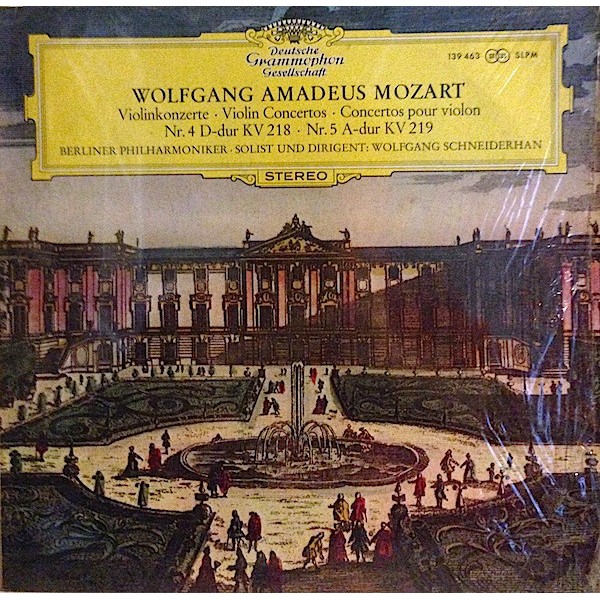 Deutsche
Grammophon
Gesellschaft
139 463 SLPM
WOLFGANG AMADEUS MOZART
Violinkonzerte · Violin Concertos · Concertos pour violon
Nr. 4 D-dur KV 218 · Nr. 5 A-dur KV 219
BERLINER PHILHARMONIKER · SOLIST UND DIRIGENT: WOLFGANG SCHNEIDERHAN
STEREO